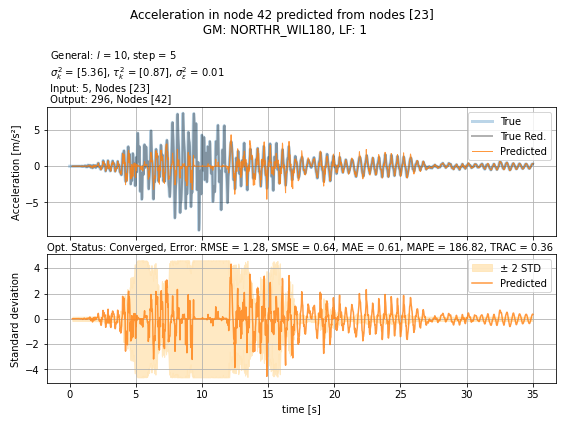 Acceleration in node 42 predicted from nodes [23]
GM: NORTHR_WIL180, LF: 1
General: l = 10, step = 5
σ²ₖ = [5.36], τ²ₖ = [0.87], σ²ε = 0.01
Input: 5, Nodes [23]
Output: 296, Nodes [42]
True
True Red.
Predicted
5
0
−5
Acceleration [m/s²]
Opt. Status: Converged, Error: RMSE = 1.28, SMSE = 0.64, MAE = 0.61, MAPE = 186.82, TRAC = 0.36
± 2 STD
Predicted
4
2
0
−2
−4
Standard deviation
0 5 10 15 20 25 30 35
time [s]